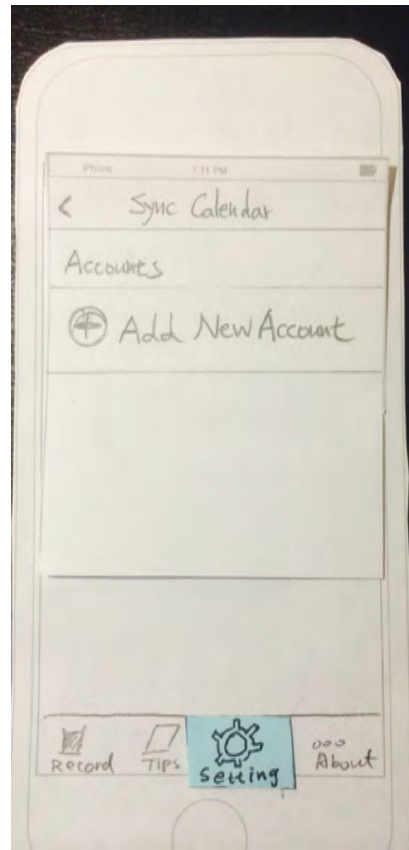 iPhone 7:11 PM
< Sync Calendar
Accounts
+ Add New Account
Record Tips Setting About